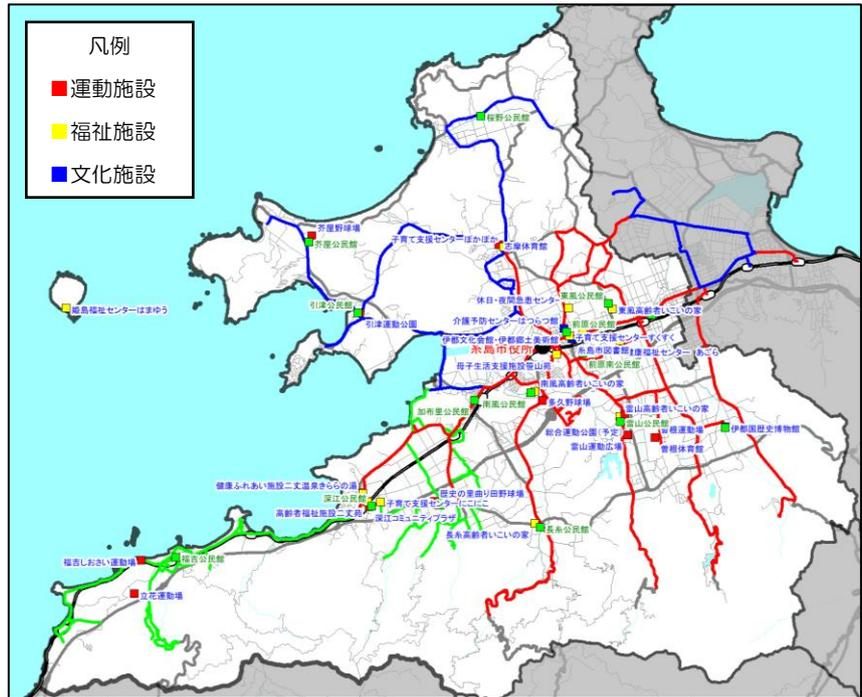 凡例
運動施設
福祉施設
文化施設
桜野公民館
芥屋野球場
芥屋公民館
子育て支援センターぽかぽか
志摩体育館
姫島福祉センターはまゆう
引津公民館
引津運動公園
休日・夜間急患センター
東風公民館
東風高齢者いこいの家
介護予防センターはつらつ館
前原公民館
伊都文化会館・伊都郷土美術館
子育て支援センターすくすく
糸島市役所
糸島市図書館
康福祉センター あごら
母子生活支援施設笹山苑
前原南公民館
南風高齢者いこいの家
加布里公民館
南風公民館
多久野球場
富山高齢者いこいの家
富山公民館
総合運動公園(予定)
曽根運動場
伊都国歴史博物館
富山運動広場
曽根体育館
健康ふれあい施設二丈温泉きららの湯
深江公民館
子育て支援センターにこにこ
歴史の里曲り田野球場
高齢者福祉施設二丈苑
深江コミュニティプラザ
長糸高齢者いこいの家
長糸公民館
福吉しおさい運動場
福吉公民館
立花運動場